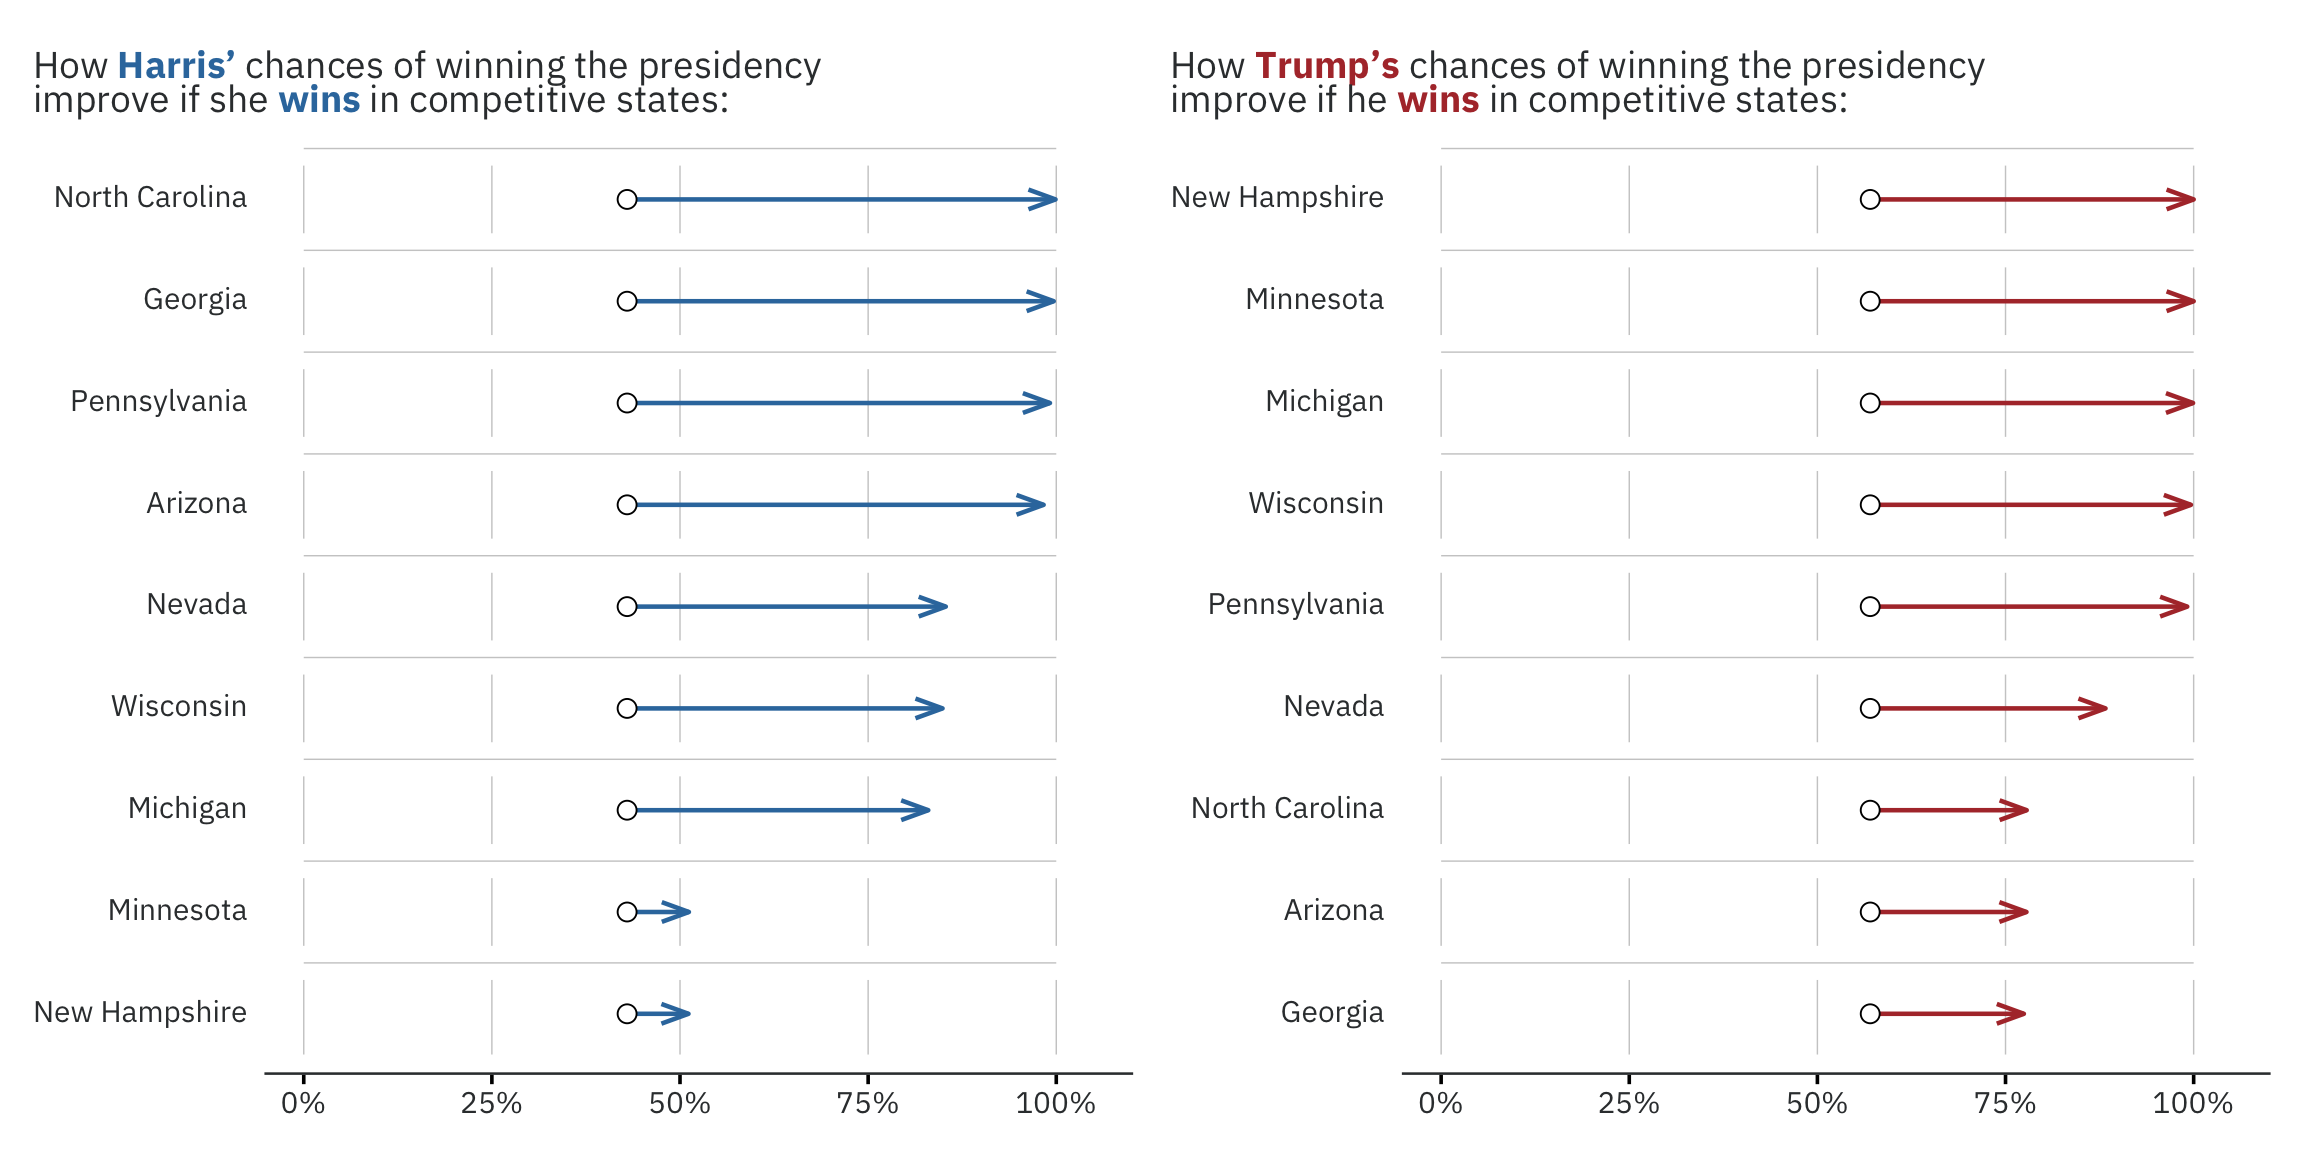 How Harris’ chances of winning the presidency
improve if she wins in competitive states:
North Carolina
Georgia
Pennsylvania
Arizona
Nevada
Wisconsin
Michigan
Minnesota
New Hampshire
0% 25% 50% 75% 100%
How Trump’s chances of winning the presidency
improve if he wins in competitive states:
New Hampshire
Minnesota
Michigan
Wisconsin
Pennsylvania
Nevada
North Carolina
Arizona
Georgia
0% 25% 50% 75% 100%